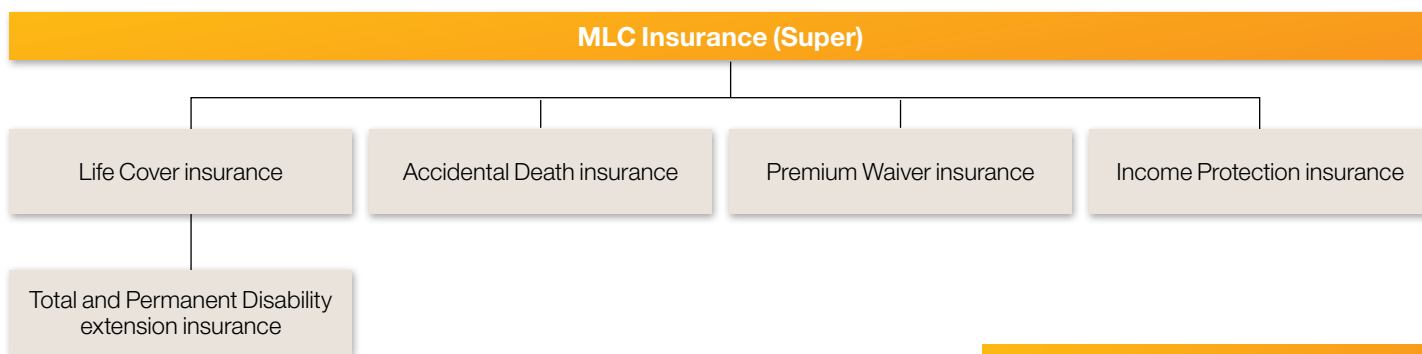 MLC Insurance (Super)
Life Cover insurance
Accidental Death insurance
Premium Waiver insurance
Income Protection insurance
Total and Permanent Disability
extension insurance